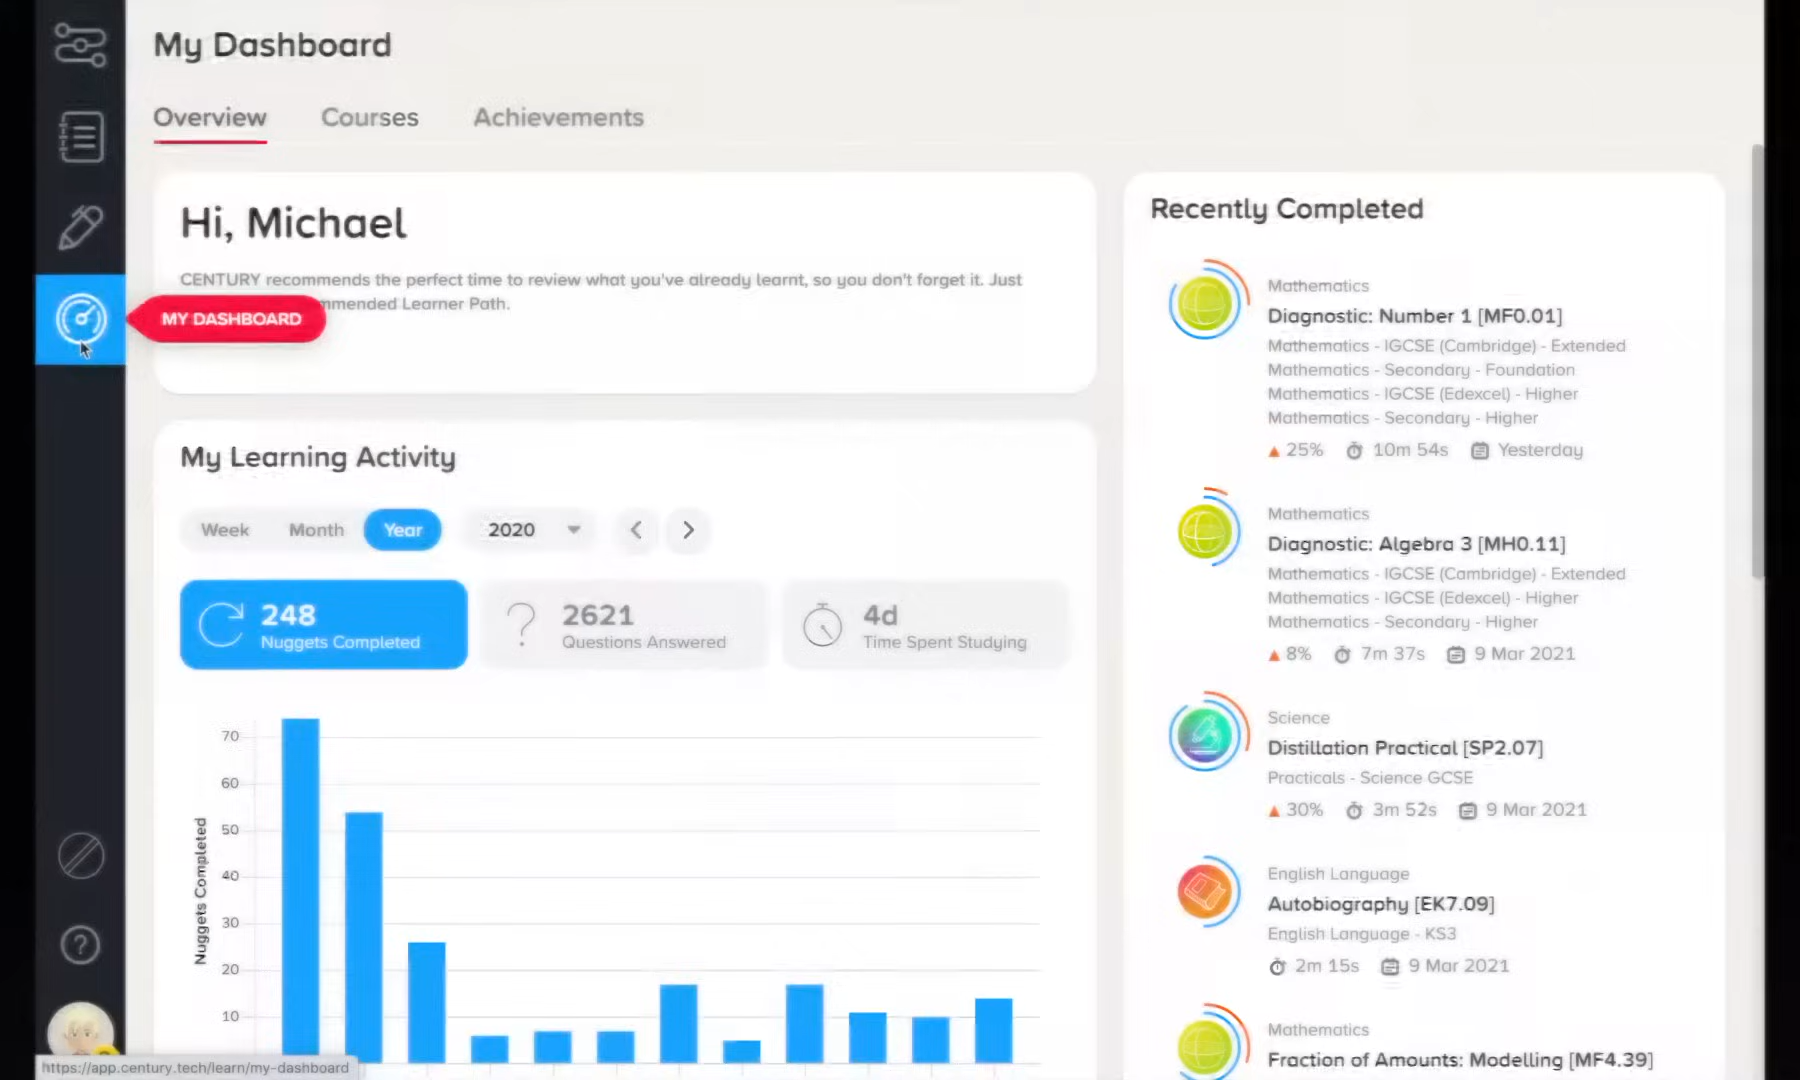 My Dashboard
Overview
Courses
Achievements
Hi, Michael
CENTURY recommends the perfect time to review what you've already learnt, so you don't forget it. Just
mmended Learner Path.
MY DASHBOARD
My Learning Activity
Week
Month
Year
2020
248
Nuggets Completed
2621
Questions Answered
4d
Time Spent Studying
Nuggets Completed
70
60
50
40
30
20
10
Recently Completed
Mathematics
Diagnostic: Number 1 [MF0.01]
Mathematics - IGCSE (Cambridge) - Extended
Mathematics - Secondary - Foundation
Mathematics - IGCSE (Edexcel) - Higher
Mathematics - Secondary - Higher
25% 10m 54s Yesterday
Mathematics
Diagnostic: Algebra 3 [MH0.11]
Mathematics - IGCSE (Cambridge) - Extended
Mathematics - IGCSE (Edexcel) - Higher
Mathematics - Secondary - Higher
8% 7m 37s 9 Mar 2021
Science
Distillation Practical [SP2.07]
Practicals - Science GCSE
30% 3m 52s 9 Mar 2021
English Language
Autobiography [EK7.09]
English Language - KS3
2m 15s 9 Mar 2021
Mathematics
Fraction of Amounts: Modelling [MF4.39]
https://app.century.tech/learn/my-dashboard